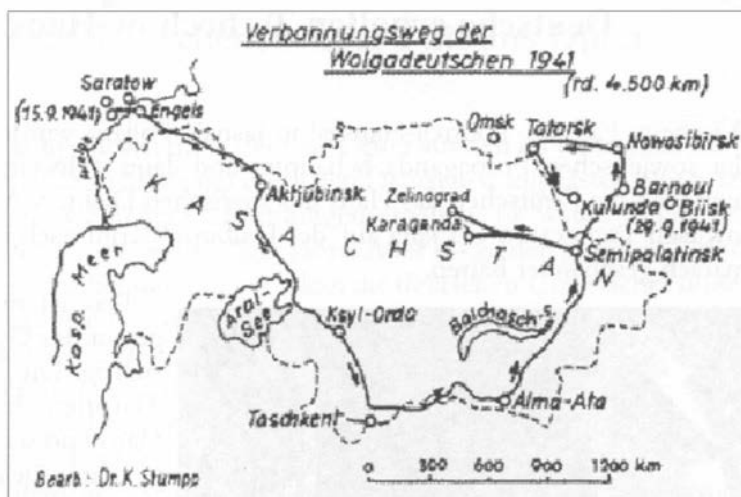 Verbannungsweg der
Wolgadeutschen 1941
(rd. 4.500 km)
Saratow
(15.9.1941)
Engels
Omsk
Tatarsk
Nowosibirsk
Aktjubinsk
Zelinograd
Karaganda
Kulunda
Barnaul
Bijsk
(29.9.1941)
Semipalatinsk
K A S A C H S T A
Kasp. Meer
Aral-See
Ksyl-Orda
Balchasch-S.
Taschkent
Alma-Ata
0 300 600 900 1200 km
Bearb.: Dr. K. Stumpp